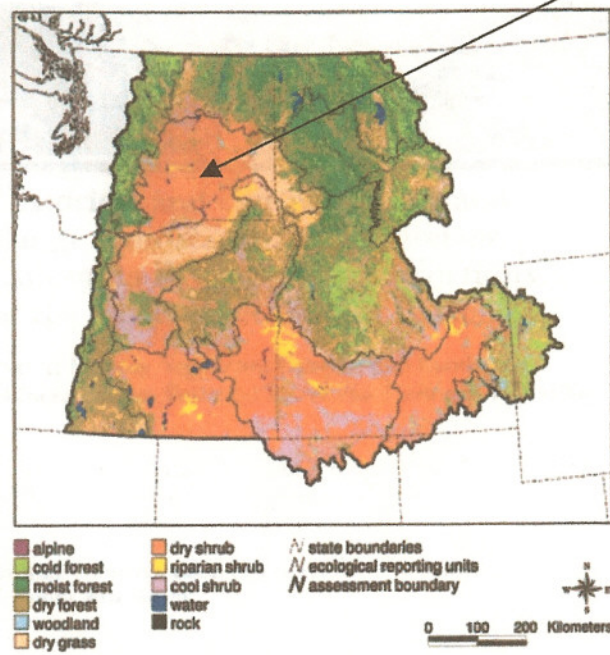 alpine
cold forest
moist forest
dry forest
woodland
dry grass
dry shrub
riparian shrub
cool shrub
water
rock
N state boundaries
N ecological reporting units
N assessment boundary
0 100 200 Kilometers